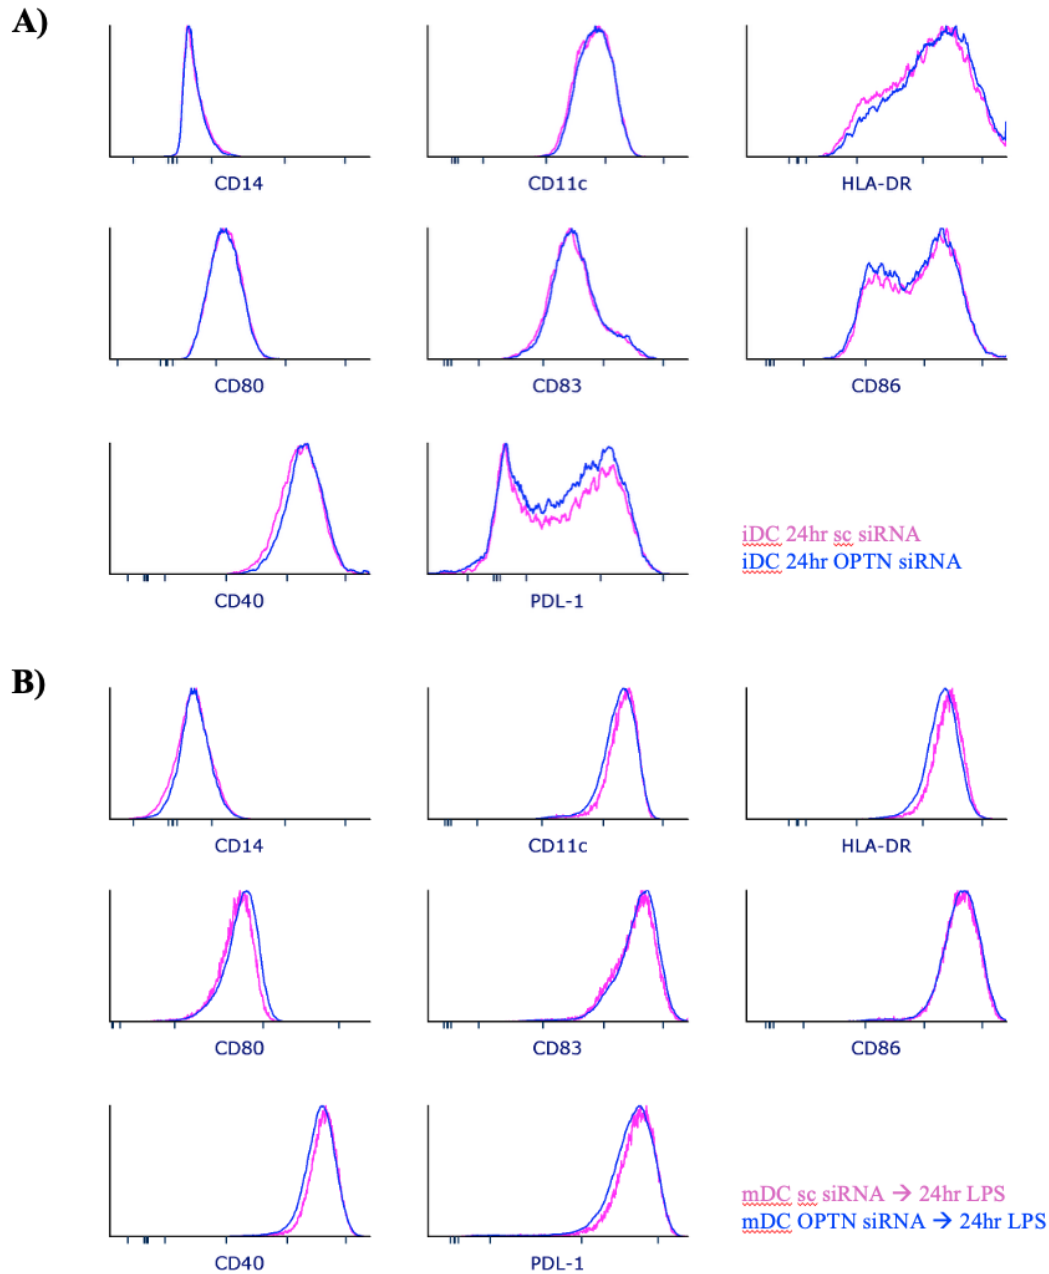 A)
CD14
CD11c
HLA-DR
CD80
CD83
CD86
CD40
PDL-1
iDC 24hr sc siRNA
iDC 24hr OPTN siRNA
B)
CD14
CD11c
HLA-DR
CD80
CD83
CD86
CD40
PDL-1
mDC sc siRNA → 24hr LPS
mDC OPTN siRNA → 24hr LPS